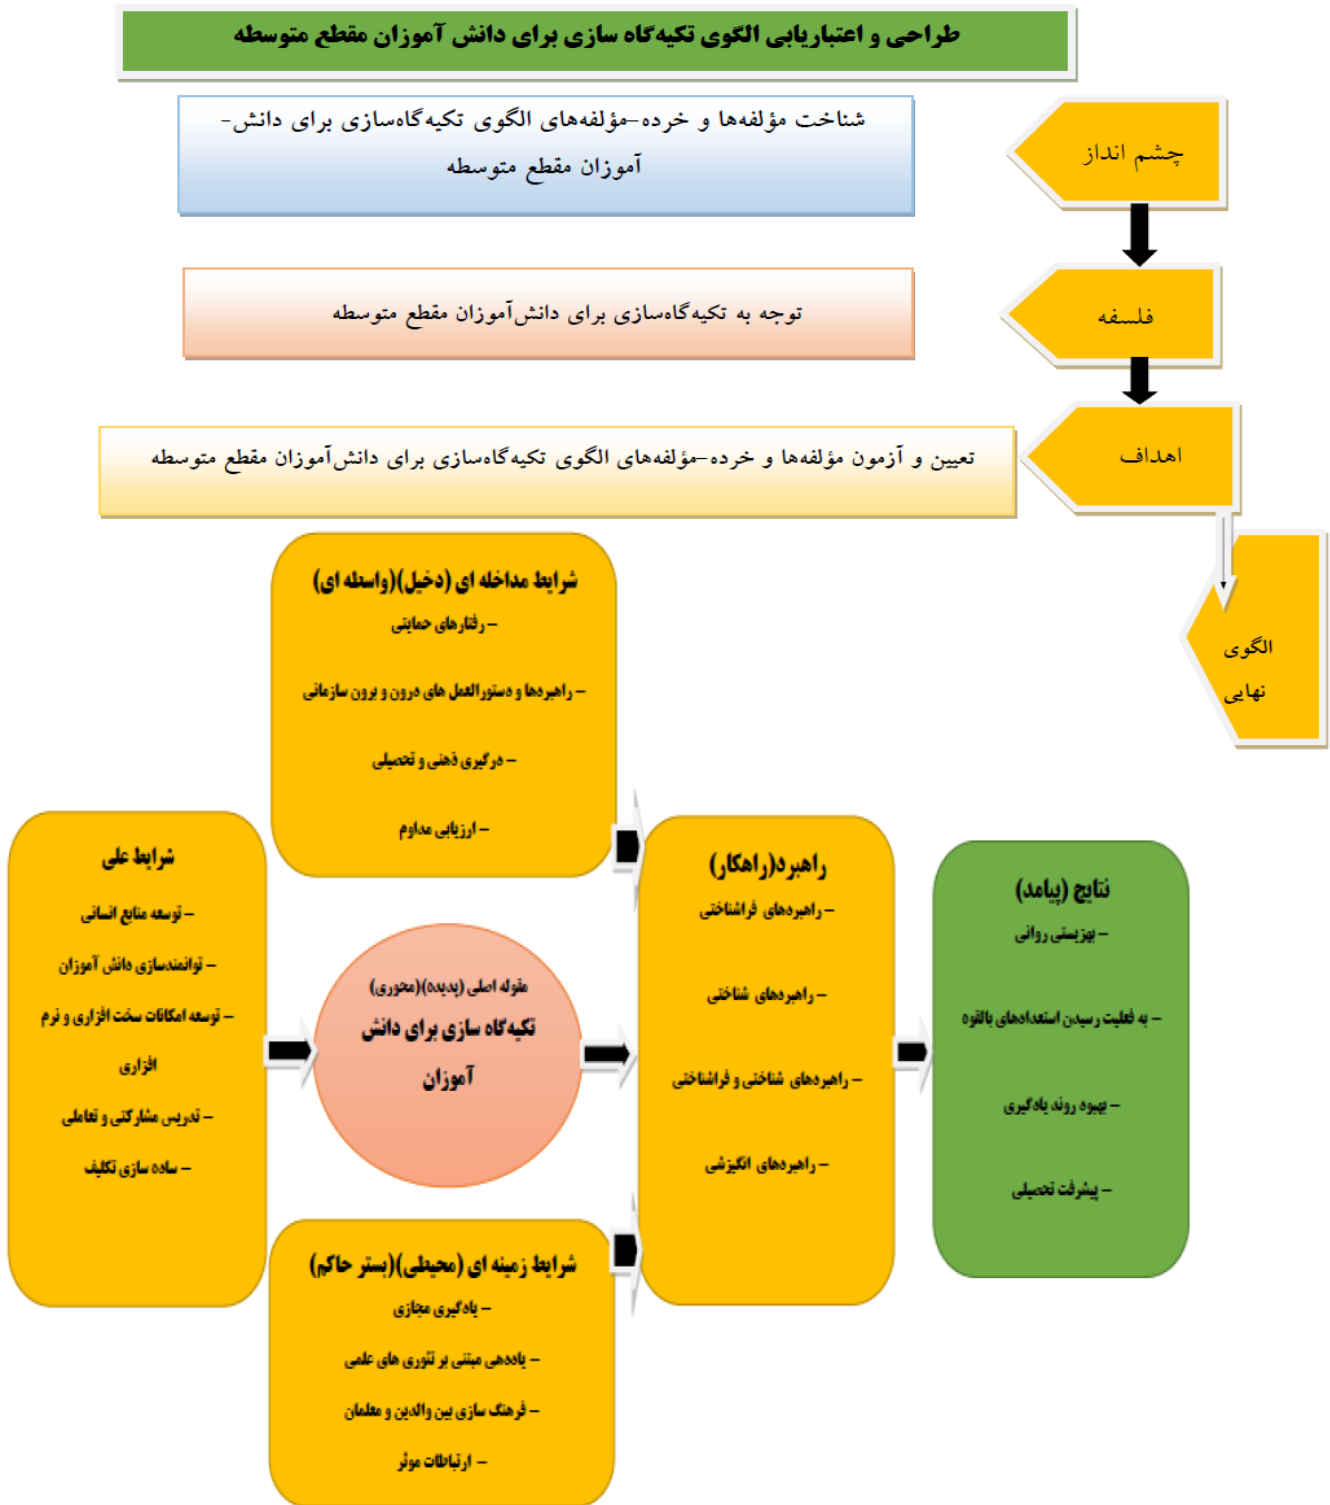 طراحی و اعتباریابی الگوی تکیه‌گاه سازی برای دانش آموزان مقطع متوسطه
چشم انداز
شناخت مؤلفه‌ها و خرده-مؤلفه‌های الگوی تکیه‌گاه‌سازی برای دانش-
آموزان مقطع متوسطه
فلسفه
توجه به تکیه‌گاه‌سازی برای دانش‌آموزان مقطع متوسطه
اهداف
تعیین و آزمون مؤلفه‌ها و خرده-مؤلفه‌های الگوی تکیه‌گاه‌سازی برای دانش‌آموزان مقطع متوسطه
الگوی
نهایی
شرایط مداخله ای (دخیل)(واسطه ای)
- رفتارهای حمایتی
- راهبردها و دستورالعمل های درون و برون سازمانی
- درگیری ذهنی و تحصیلی
- ارزیابی مداوم
شرایط علی
- توسعه منابع انسانی
- توانمندسازی دانش آموزان
- توسعه امکانات سخت افزاری و نرم
افزاری
- تدریس مشارکتی و تعاملی
- ساده سازی تکلیف
مقوله اصلی (پدیده)(محوری)
تکیه‌گاه سازی برای دانش
آموزان
شرایط زمینه ای (محیطی)(بستر حاکم)
- یادگیری مجازی
- یاددهی مبتنی بر تئوری های علمی
- فرهنگ سازی بین والدین و معلمان
- ارتباطات موثر
راهبرد(راهکار)
- راهبردهای فراشناختی
- راهبردهای شناختی
- راهبردهای شناختی و فراشناختی
- راهبردهای انگیزشی
نتایج (پیامد)
- بهزیستی روانی
- به فعلیت رسیدن استعدادهای بالقوه
- بهبود روند یادگیری
- پیشرفت تحصیلی